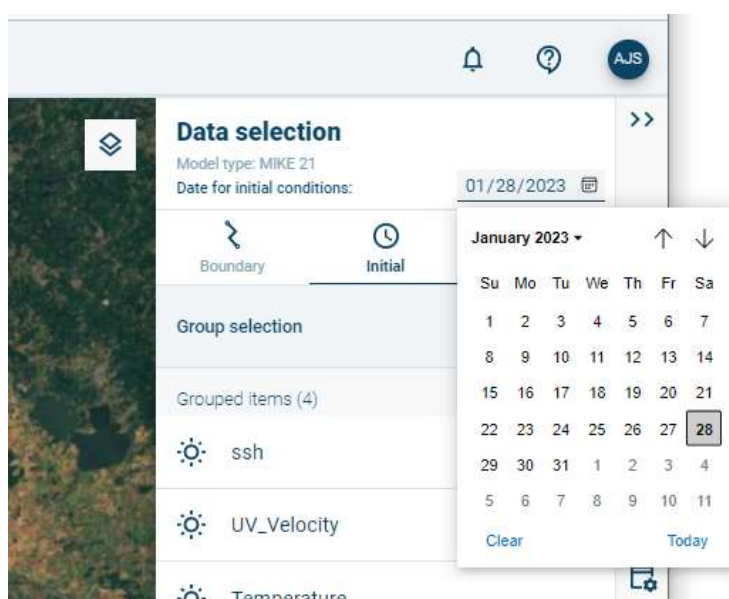 AJS
Data selection
>>
Model type: MIKE 21
Date for initial conditions:
01/28/2023
Boundary
Initial
Group selection
Grouped items (4)
ssh
UV_Velocity
Temperature
January 2023
Su Mo Tu We Th Fr Sa
1 2 3 4 5 6 7
8 9 10 11 12 13 14
15 16 17 18 19 20 21
22 23 24 25 26 27 28
29 30 31 1 2 3 4
5 6 7 8 9 10 11
Clear Today